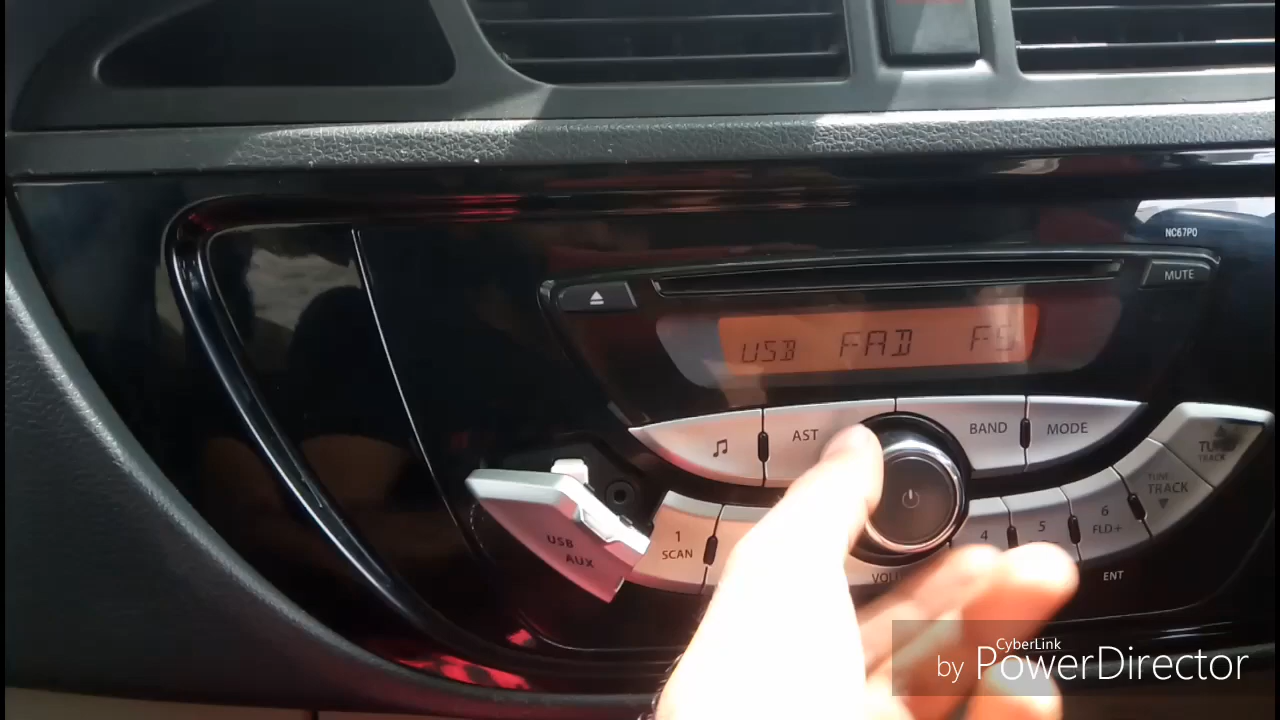 NC67P0
MUTE
USB FAD F5
AST
BAND
MODE
TRACK
TUNE
TRACK
USB
AUX
1
SCAN
4
5
6
FLD+
ENT
CyberLink
by PowerDirector